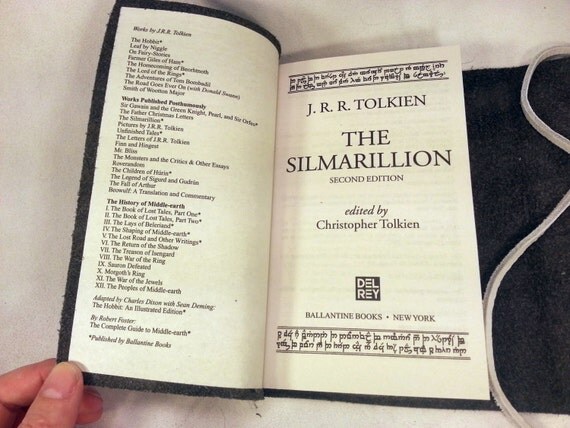 Works by J.R.R. Tolkien
The Hobbit*
Leaf by Niggle
On Fairy-Stories
Farmer Giles of Ham*
The Homecoming of Beorhtnoth
The Lord of the Rings*
The Adventures of Tom Bombadil
The Road Goes Ever On (with Donald Swann)
Smith of Wootton Major
Works Published Posthumously
Sir Gawain and the Green Knight, Pearl, and Sir Orfeo*
The Father Christmas Letters
The Silmarillion*
Pictures by J.R.R. Tolkien
Unfinished Tales*
The Letters of J.R.R. Tolkien
Finn and Hengest
Mr. Bliss
The Monsters and the Critics & Other Essays
Roverandom
The Children of Húrin*
The Legend of Sigurd and Gudrún
The Fall of Arthur
Beowulf: A Translation and Commentary
The History of Middle-earth
I. The Book of Lost Tales, Part One*
II. The Book of Lost Tales, Part Two*
III. The Lays of Beleriand*
IV. The Shaping of Middle-earth*
V. The Lost Road and Other Writings*
VI. The Return of the Shadow
VII. The Treason of Isengard
VIII. The War of the Ring
IX. Sauron Defeated
X. Morgoth's Ring
XI. The War of the Jewels
XII. The Peoples of Middle-earth
Adapted by Charles Dixon with Sean Deming:
The Hobbit: An Illustrated Edition*
By Robert Foster:
The Complete Guide to Middle-earth*
*Published by Ballantine Books
J. R. R. TOLKIEN
THE
SILMARILLION
SECOND EDITION
edited by
Christopher Tolkien
DEL
REY
BALLANTINE BOOKS • NEW YORK